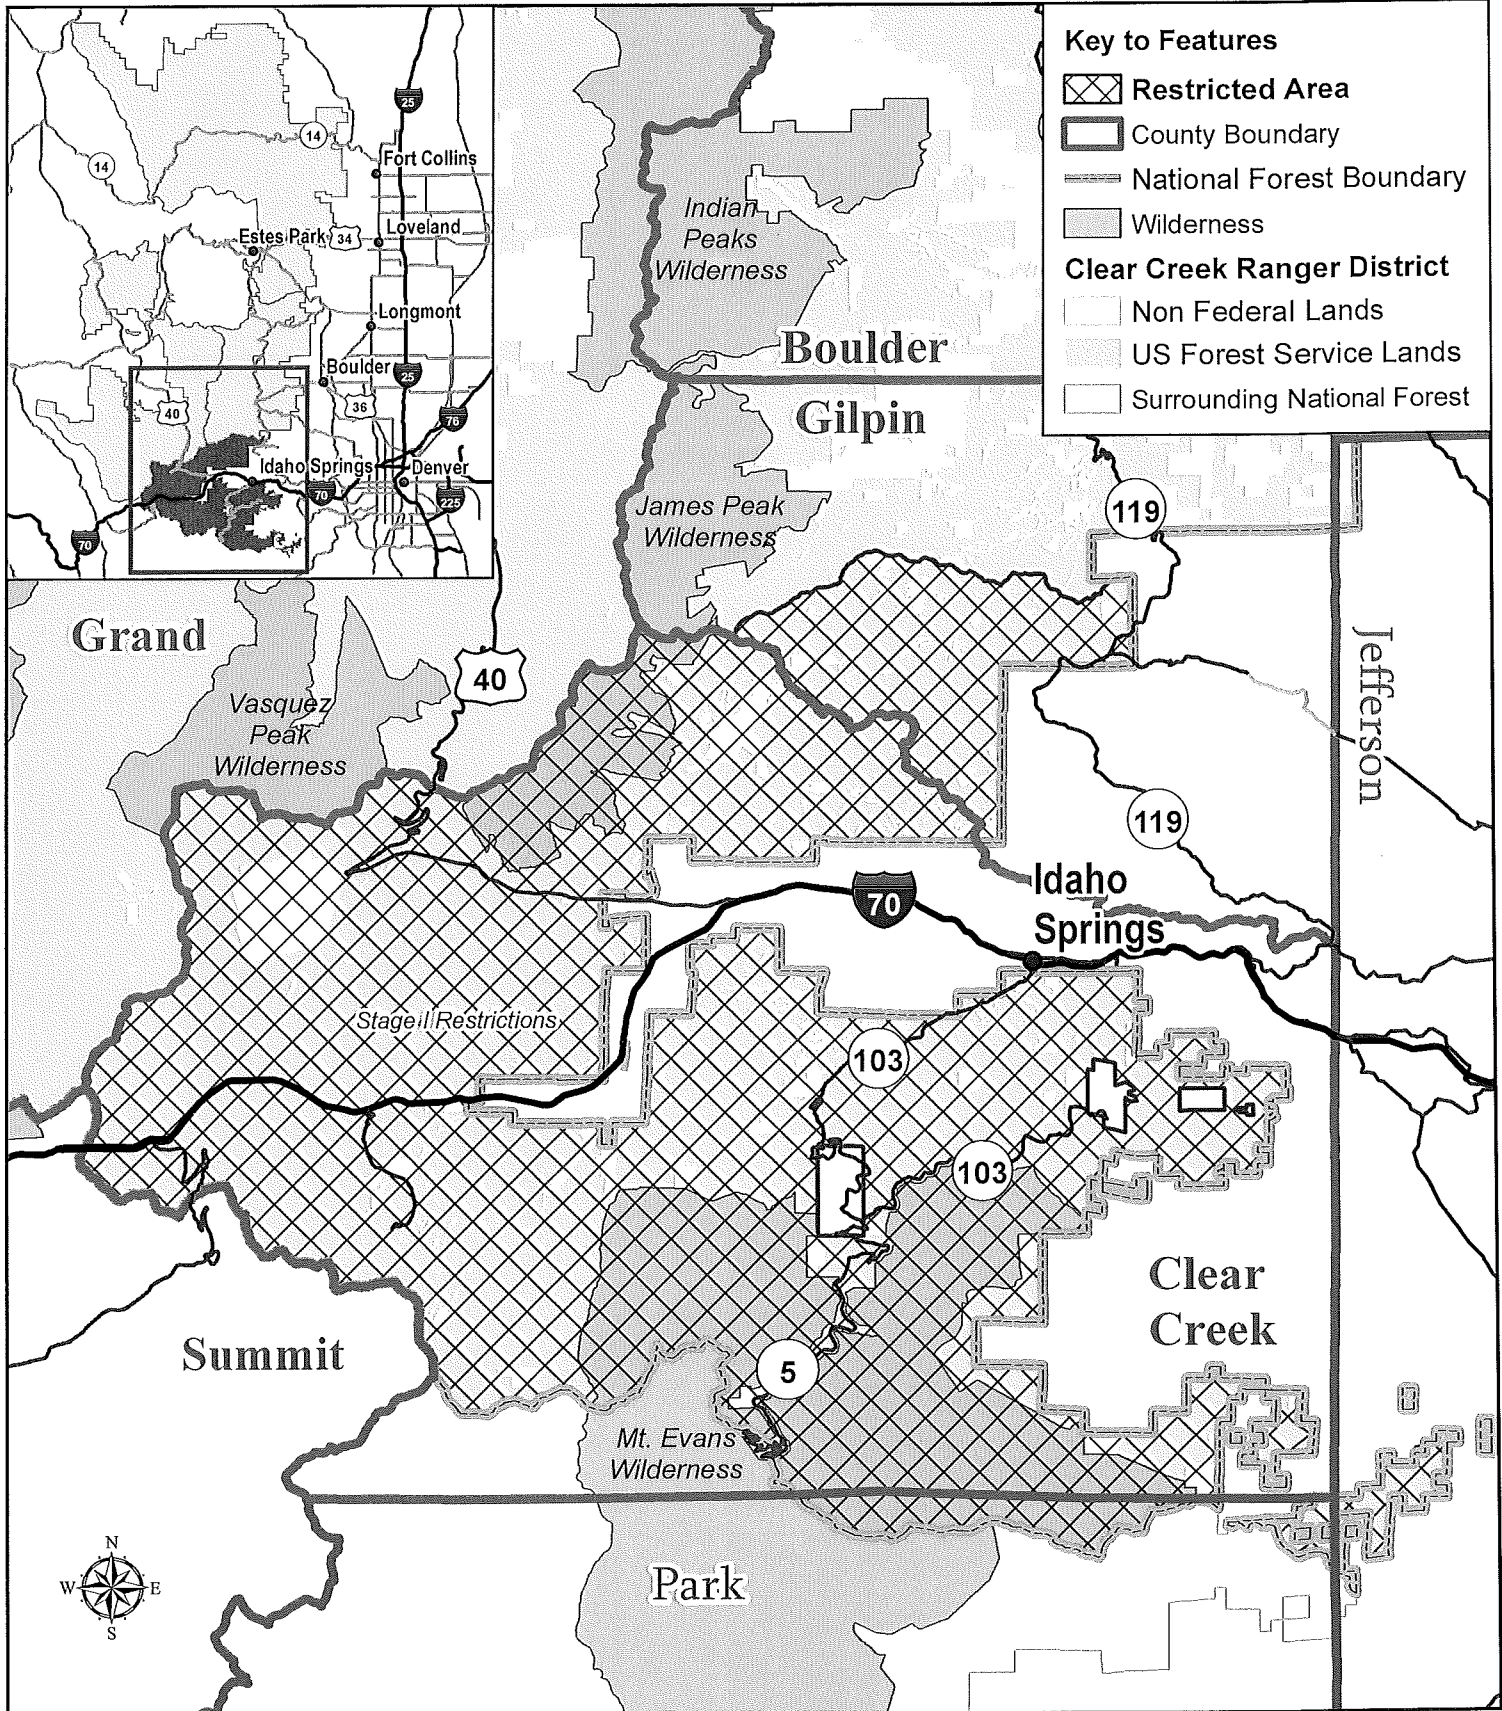 Key to Features
Restricted Area
County Boundary
National Forest Boundary
Wilderness
Clear Creek Ranger District
Non Federal Lands
US Forest Service Lands
Surrounding National Forest
25
14
14
Fort Collins
Estes Park
34
Loveland
Longmont
Boulder
25
40
36
76
Idaho Springs
Denver
70
225
70
Indian
Peaks
Wilderness
Boulder
Gilpin
James Peak
Wilderness
119
Grand
40
Vasquez
Peak
Wilderness
Jefferson
119
70
Idaho
Springs
Stage II Restrictions
103
103
Clear
Creek
Summit
5
Mt. Evans
Wilderness
Park
N
W
E
S